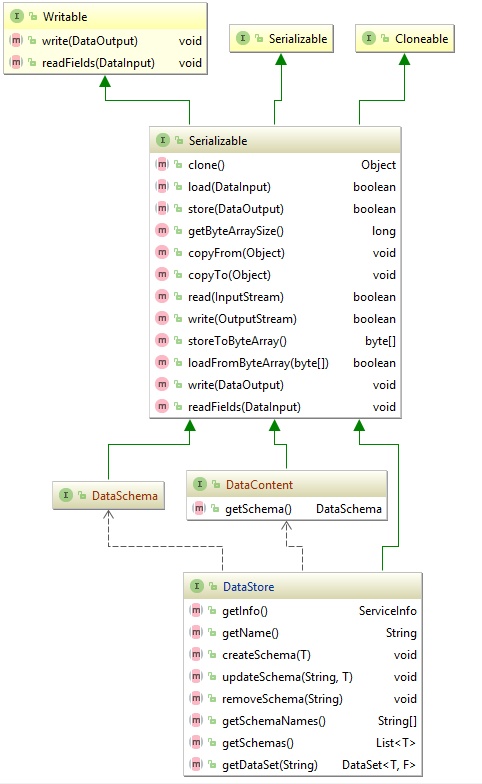 Writable
write(DataOutput) void
readFields(DataInput) void
Serializable
Cloneable
Serializable
clone() Object
load(DataInput) boolean
store(DataOutput) boolean
getByteArraySize() long
copyFrom(Object) void
copyTo(Object) void
read(InputStream) boolean
write(OutputStream) boolean
storeToByteArray() byte[]
loadFromByteArray(byte[]) boolean
write(DataOutput) void
readFields(DataInput) void
DataSchema
DataContent
getSchema() DataSchema
DataStore
getInfo() ServiceInfo
getName() String
createSchema(T) void
updateSchema(String, T) void
removeSchema(String) void
getSchemaNames() String[]
getSchemas() List<T>
getDataSet(String) DataSet<T, F>